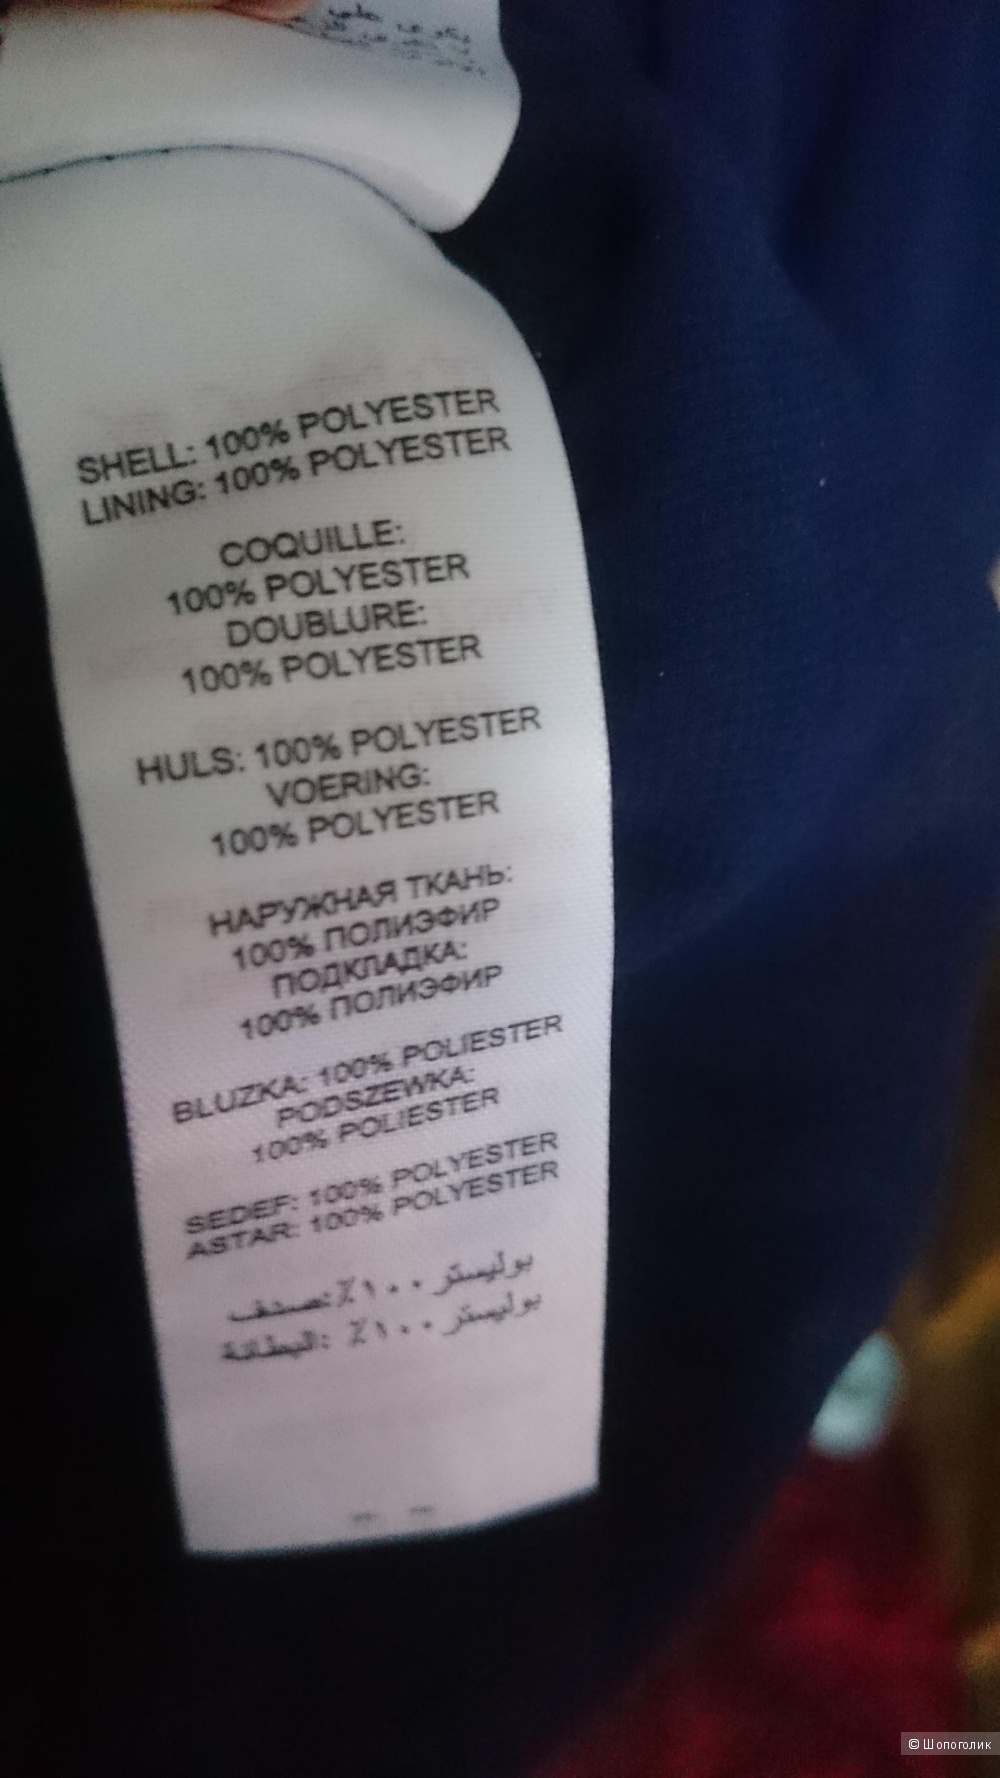 SHELL: 100% POLYESTER
LINING: 100% POLYESTER
COQUILLE:
100% POLYESTER
DOUBLURE:
100% POLYESTER
HULS: 100% POLYESTER
VOERING:
100% POLYESTER
НАРУЖНАЯ ТКАНЬ:
100% ПОЛИЭФИР
ПОДКЛАДКА:
100% ПОЛИЭФИР
BLUZKA: 100% POLIESTER
PODSZEWKA:
100% POLIESTER
SEDEF: 100% POLYESTER
ASTAR: 100% POLYESTER
بوليستر ١٠٠٪ :صدف
بوليستر ١٠٠٪ :البطانة
© Шопоголик